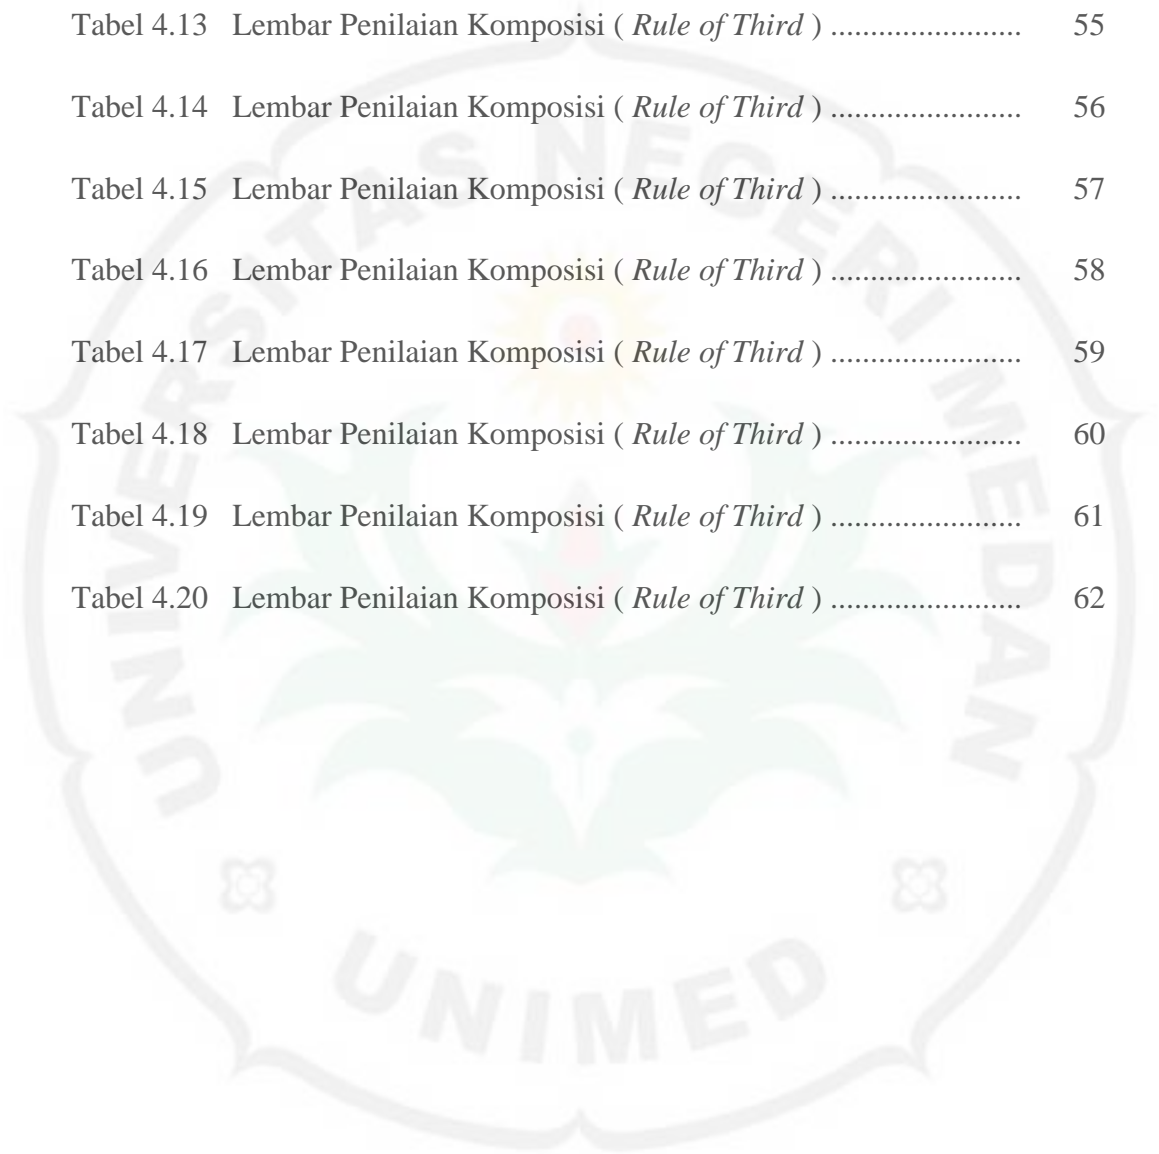 Tabel 4.13 Lembar Penilaian Komposisi ( Rule of Third ) ........................ 55
Tabel 4.14 Lembar Penilaian Komposisi ( Rule of Third ) ........................ 56
Tabel 4.15 Lembar Penilaian Komposisi ( Rule of Third ) ........................ 57
Tabel 4.16 Lembar Penilaian Komposisi ( Rule of Third ) ........................ 58
Tabel 4.17 Lembar Penilaian Komposisi ( Rule of Third ) ........................ 59
Tabel 4.18 Lembar Penilaian Komposisi ( Rule of Third ) ........................ 60
Tabel 4.19 Lembar Penilaian Komposisi ( Rule of Third ) ........................ 61
Tabel 4.20 Lembar Penilaian Komposisi ( Rule of Third ) ........................ 62
UNIVERSITAS NEGERI MEDAN
UNIMED